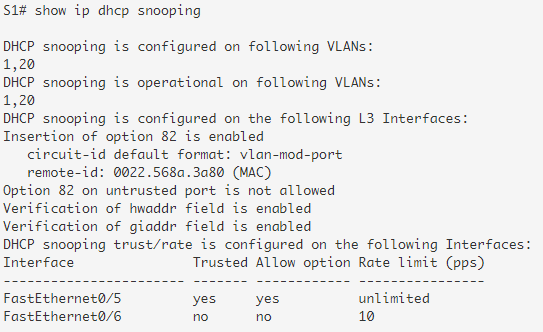 S1# show ip dhcp snooping
DHCP snooping is configured on following VLANs:
1,20
DHCP snooping is operational on following VLANs:
1,20
DHCP snooping is configured on the following L3 Interfaces:
Insertion of option 82 is enabled
circuit-id default format: vlan-mod-port
remote-id: 0022.568a.3a80 (MAC)
Option 82 on untrusted port is not allowed
Verification of hwaddr field is enabled
Verification of giaddr field is enabled
DHCP snooping trust/rate is configured on the following Interfaces:
Interface Trusted Allow option Rate limit (pps)
----------------------- ------- ------------ ----------------
FastEthernet0/5 yes yes unlimited
FastEthernet0/6 no no 10